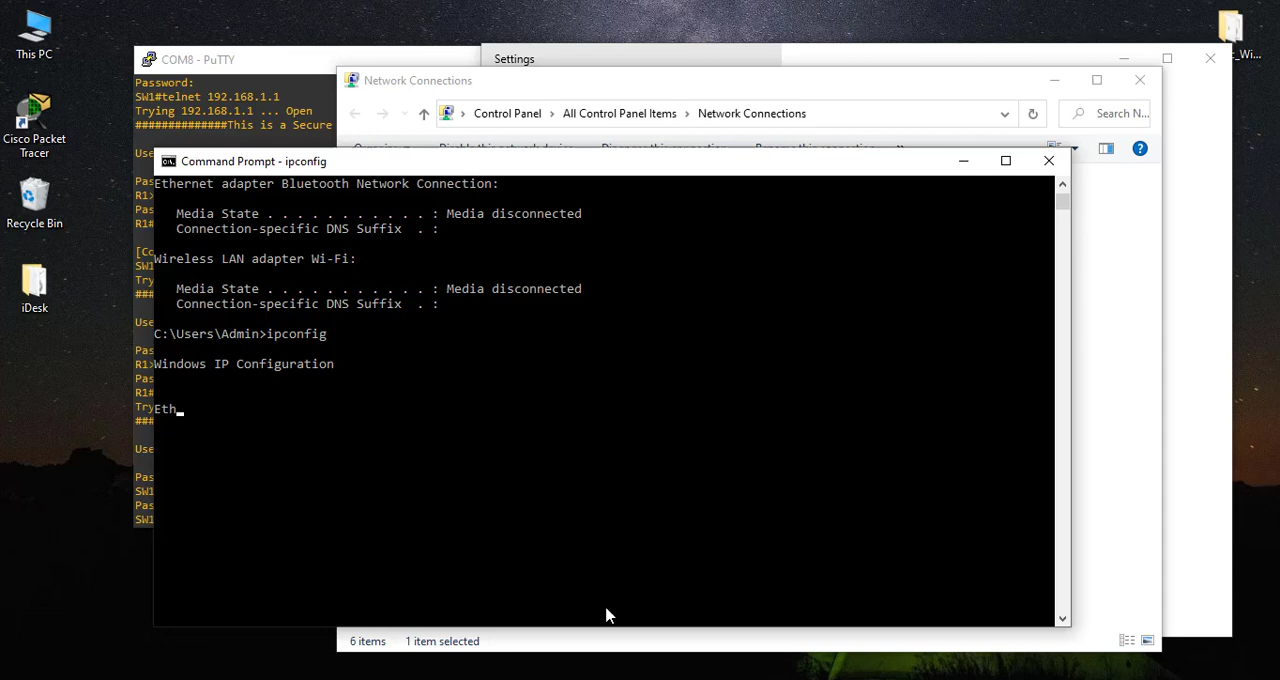 This PC
Cisco Packet
Tracer
Recycle Bin
iDesk
COM8 - PuTTY
Password:
SW1#telnet 192.168.1.1
Trying 192.168.1.1 ... Open
##############This is a Secure
Use
Pas
R1>
Pas
R1#
[Co
SW1
Try
###
Use
Pas
R1>
Pas
R1#
Try
###
Use
Pas
SW1
Pas
SW1
Settings
Network Connections
Control Panel > All Control Panel Items > Network Connections
Search N...
Command Prompt - ipconfig
Ethernet adapter Bluetooth Network Connection:
Media State . . . . . . . . . . . : Media disconnected
Connection-specific DNS Suffix . :
Wireless LAN adapter Wi-Fi:
Media State . . . . . . . . . . . : Media disconnected
Connection-specific DNS Suffix . :
C:\Users\Admin>ipconfig
Windows IP Configuration
Eth
6 items
1 item selected